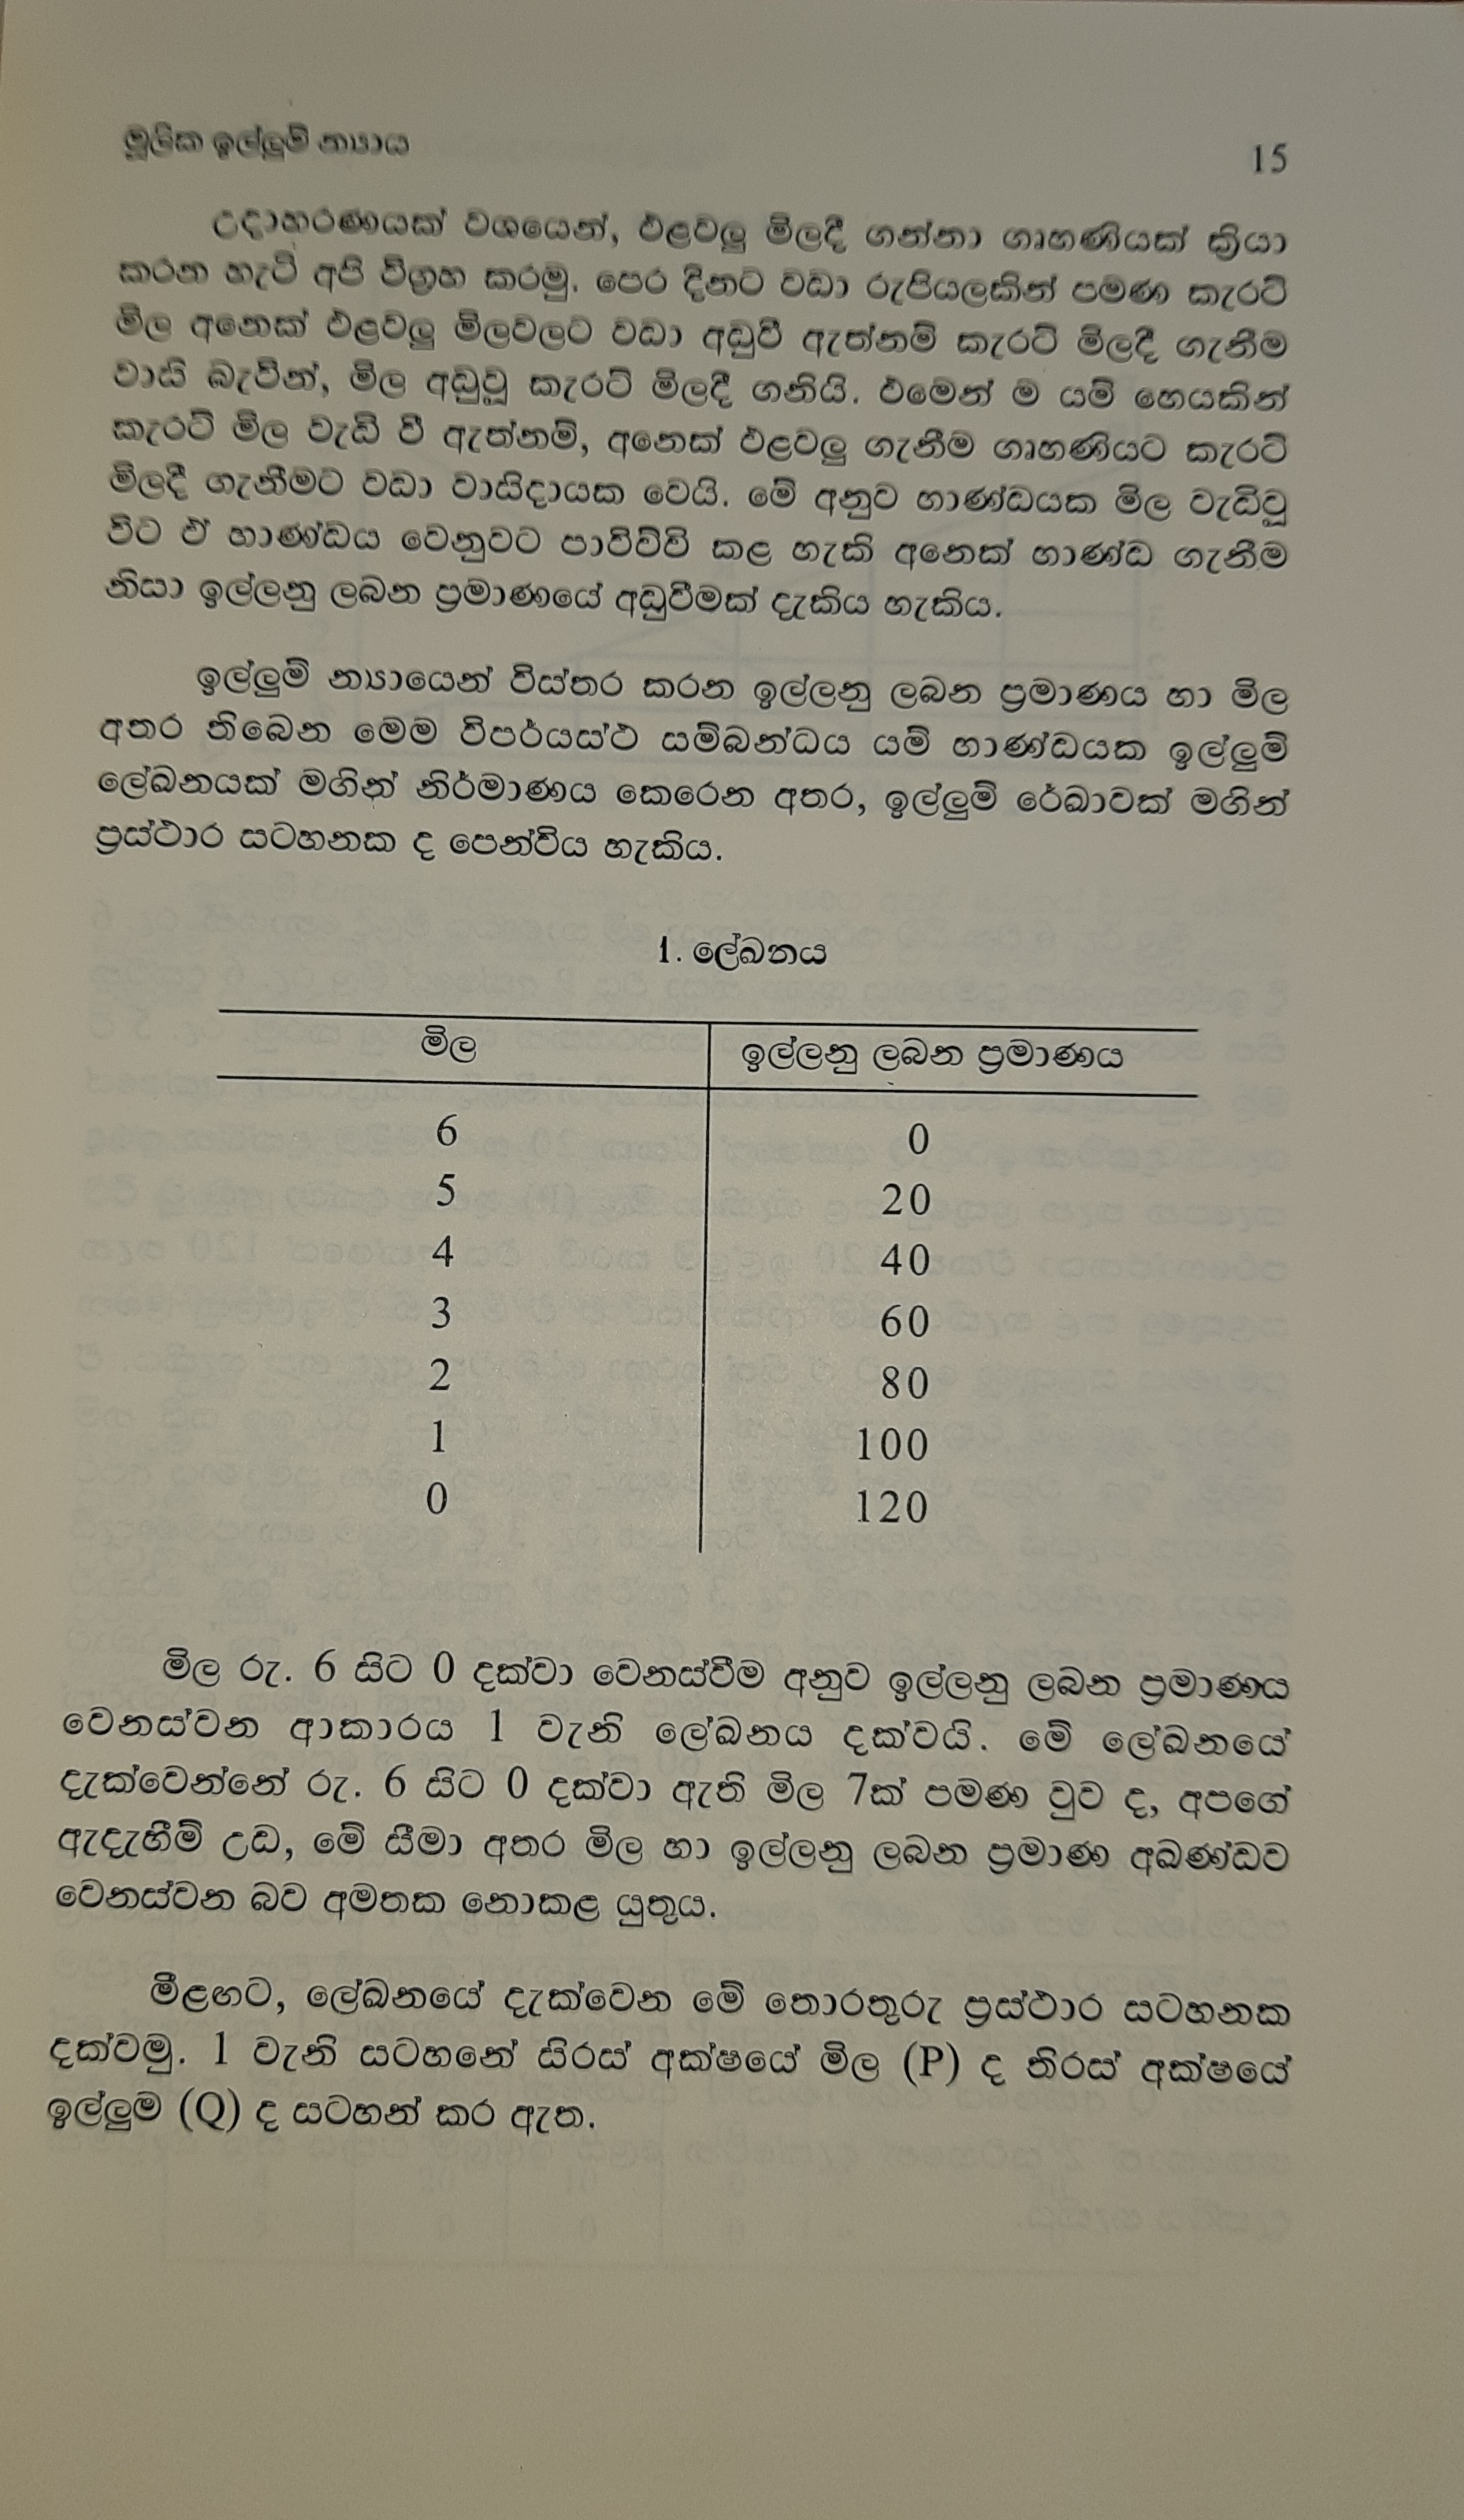 මූලික ඉල්ලුම් න්‍යාය 15
උදාහරණයක් වශයෙන්, එළවලු මිලදී ගන්නා ගෘහණියක් ක්‍රියා
කරන හැටි අපි විග්‍රහ කරමු. පෙර දිනට වඩා රුපියලකින් පමණ කැරට්
මිල අනෙක් එළවලු මිලවලට වඩා අඩුවී ඇත්නම් කැරට් මිලදී ගැනීම
වාසි බැවින්, මිල අඩුවූ කැරට් මිලදී ගනියි. එමෙන් ම යම් හෙයකින්
කැරට් මිල වැඩි වී ඇත්නම්, අනෙක් එළවලු ගැනීම ගෘහණියට කැරට්
මිලදී ගැනීමට වඩා වාසිදායක වෙයි. මේ අනුව භාණ්ඩයක මිල වැඩිවූ
විට ඒ භාණ්ඩය වෙනුවට පාවිච්චි කළ හැකි අනෙක් භාණ්ඩ ගැනීම
නිසා ඉල්ලනු ලබන ප්‍රමාණයේ අඩුවීමක් දැකිය හැකිය.
ඉල්ලුම් න්‍යායෙන් විස්තර කරන ඉල්ලනු ලබන ප්‍රමාණය හා මිල
අතර තිබෙන මෙම විපර්යස්ථ සම්බන්ධය යම් භාණ්ඩයක ඉල්ලුම්
ලේඛනයක් මගින් නිර්මාණය කෙරෙන අතර, ඉල්ලුම් රේඛාවක් මගින්
ප්‍රස්ථාර සටහනක ද පෙන්විය හැකිය.
1. ලේඛනය
මිල ඉල්ලනු ලබන ප්‍රමාණය
6 0
5 20
4 40
3 60
2 80
1 100
0 120
මිල රු. 6 සිට 0 දක්වා වෙනස්වීම අනුව ඉල්ලනු ලබන ප්‍රමාණය
වෙනස්වන ආකාරය 1 වැනි ලේඛනය දක්වයි. මේ ලේඛනයේ
දැක්වෙන්නේ රු. 6 සිට 0 දක්වා ඇති මිල 7ක් පමණ වුව ද, අපගේ
ඇදැහීම් උඩ, මේ සීමා අතර මිල හා ඉල්ලනු ලබන ප්‍රමාණ අඛණ්ඩව
වෙනස්වන බව අමතක නොකළ යුතුය.
මීළඟට, ලේඛනයේ දැක්වෙන මේ තොරතුරු ප්‍රස්ථාර සටහනක
දක්වමු. 1 වැනි සටහනේ සිරස් අක්ෂයේ මිල (P) ද තිරස් අක්ෂයේ
ඉල්ලුම (Q) ද සටහන් කර ඇත.